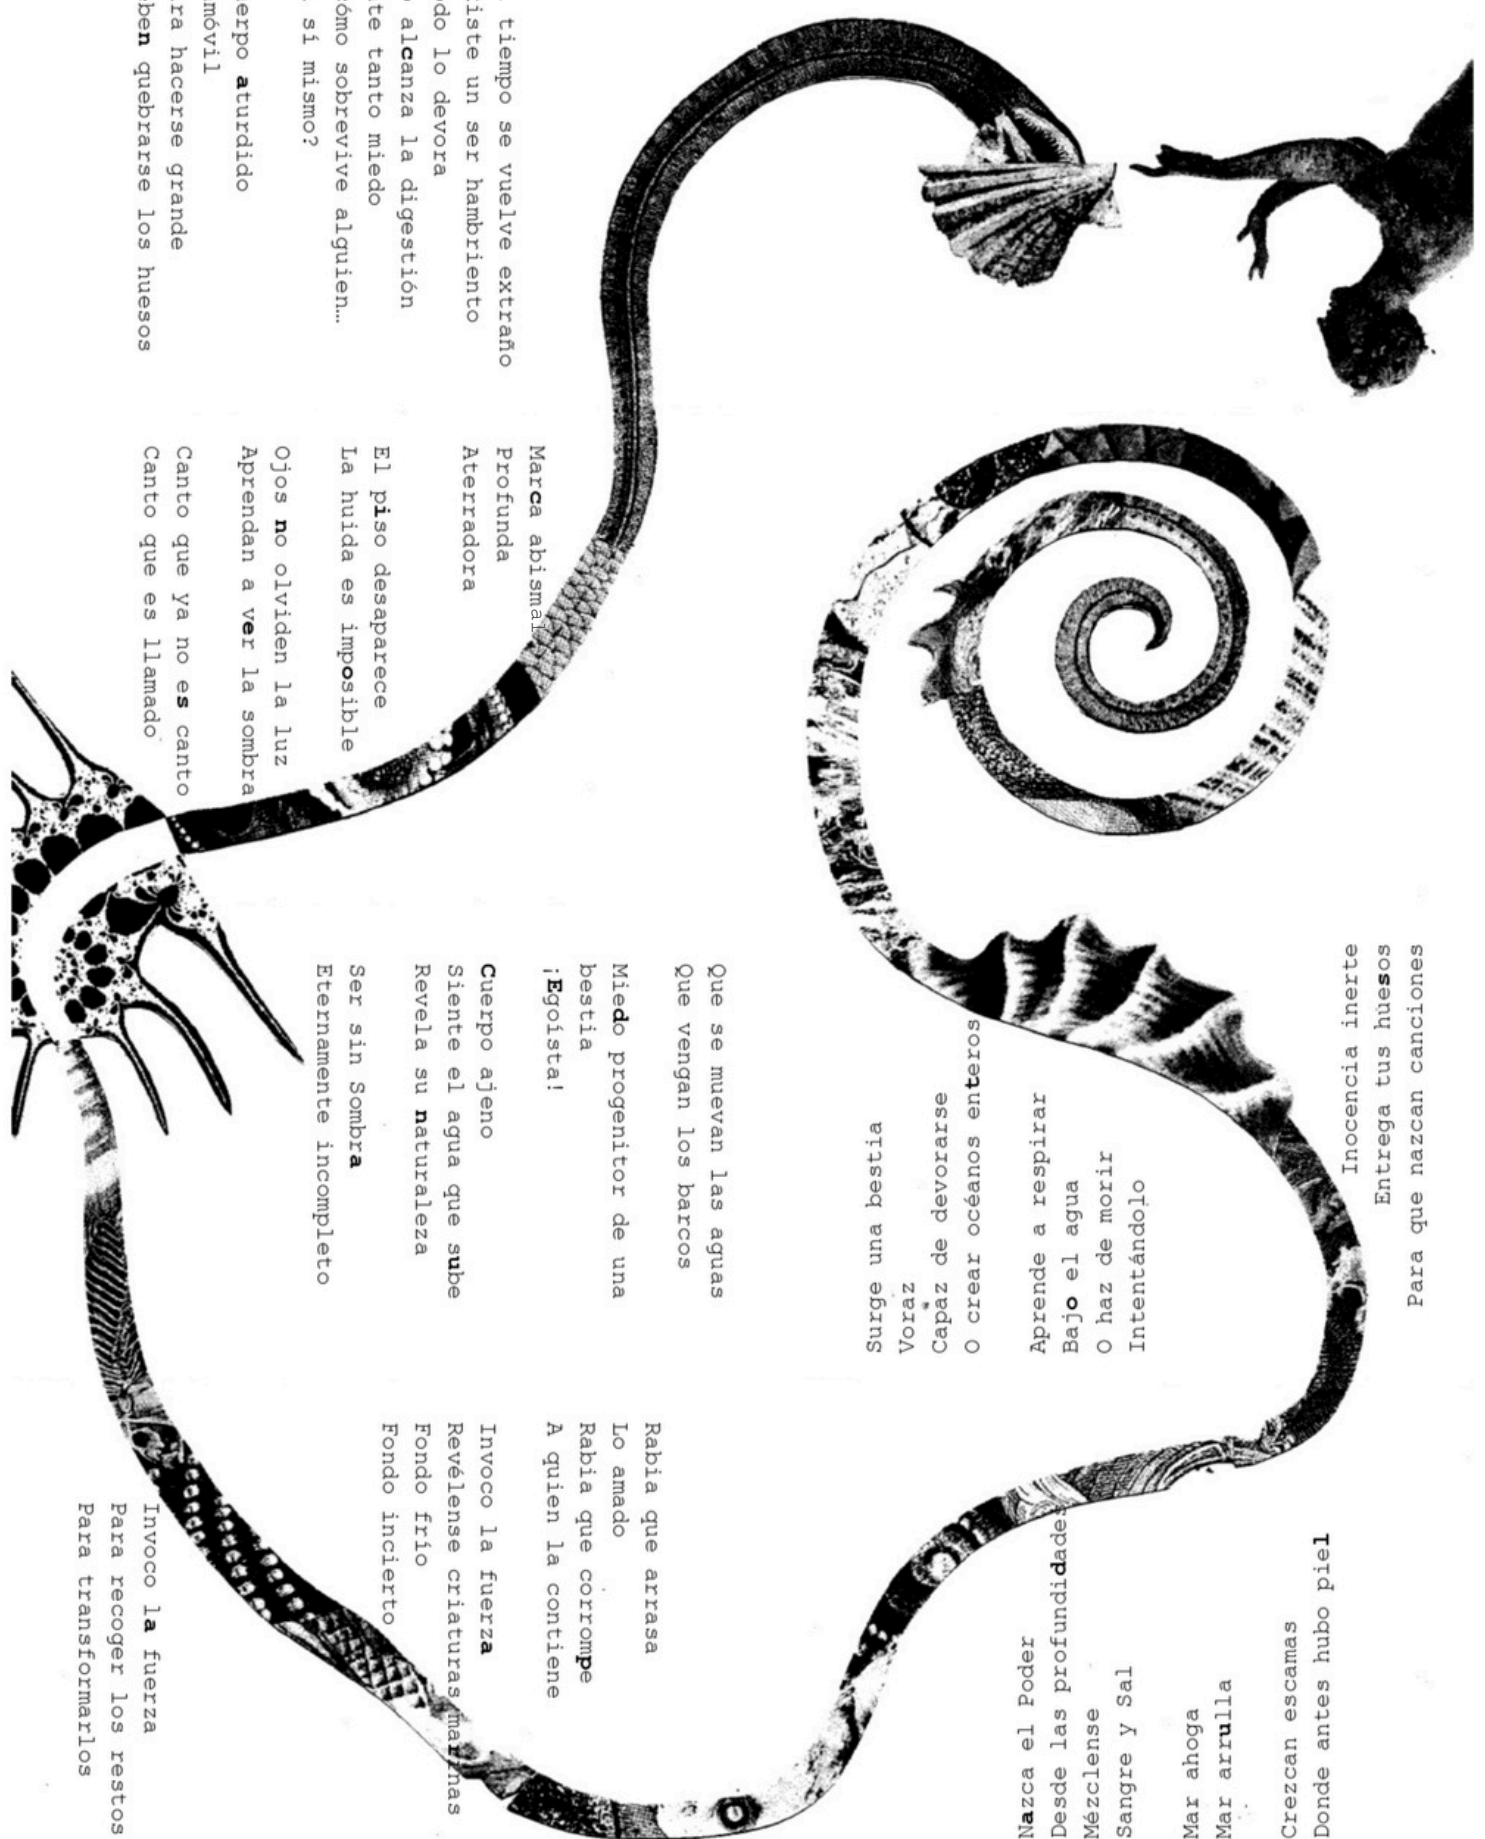 tiempo se vuelve extraño
iste un ser hambriento
do lo devora
alcanza la digestión
te tanto miedo
ómo sobrevive alguien…
sí mismo?
erpo aturdido
móvil
ra hacerse grande
ben quebrarse los huesos
Marca abismal
Profunda
Aterradora
El piso desaparece
La huida es imposible
Ojos no olviden la luz
Aprendan a ver la sombra
Canto que ya no es canto
Canto que es llamado
Que se muevan las aguas
Que vengan los barcos
Miedo progenitor de una
bestia
¡Egoísta!
Cuerpo ajeno
Siente el agua que sube
Revela su naturaleza
Ser sin Sombra
Eternamente incompleto
Rabia que arrasa
Lo amado
Rabia que corrompe
A quien la contiene
Invoco la fuerza
Revélense criaturas marinas
Fondo frío
Fondo incierto
Invoco la fuerza
Para recoger los restos
Para transformarlos
Nazca el Poder
Desde las profundidades
Mézclense
Sangre y Sal
Mar ahoga
Mar arrulla
Crezcan escamas
Donde antes hubo piel
Surge una bestia
Voraz
Capaz de devorarse
O crear océanos enteros
Aprende a respirar
Bajo el agua
O haz de morir
Intentándolo
Inocencia inerte
Entrega tus huesos
Para que nazcan canciones